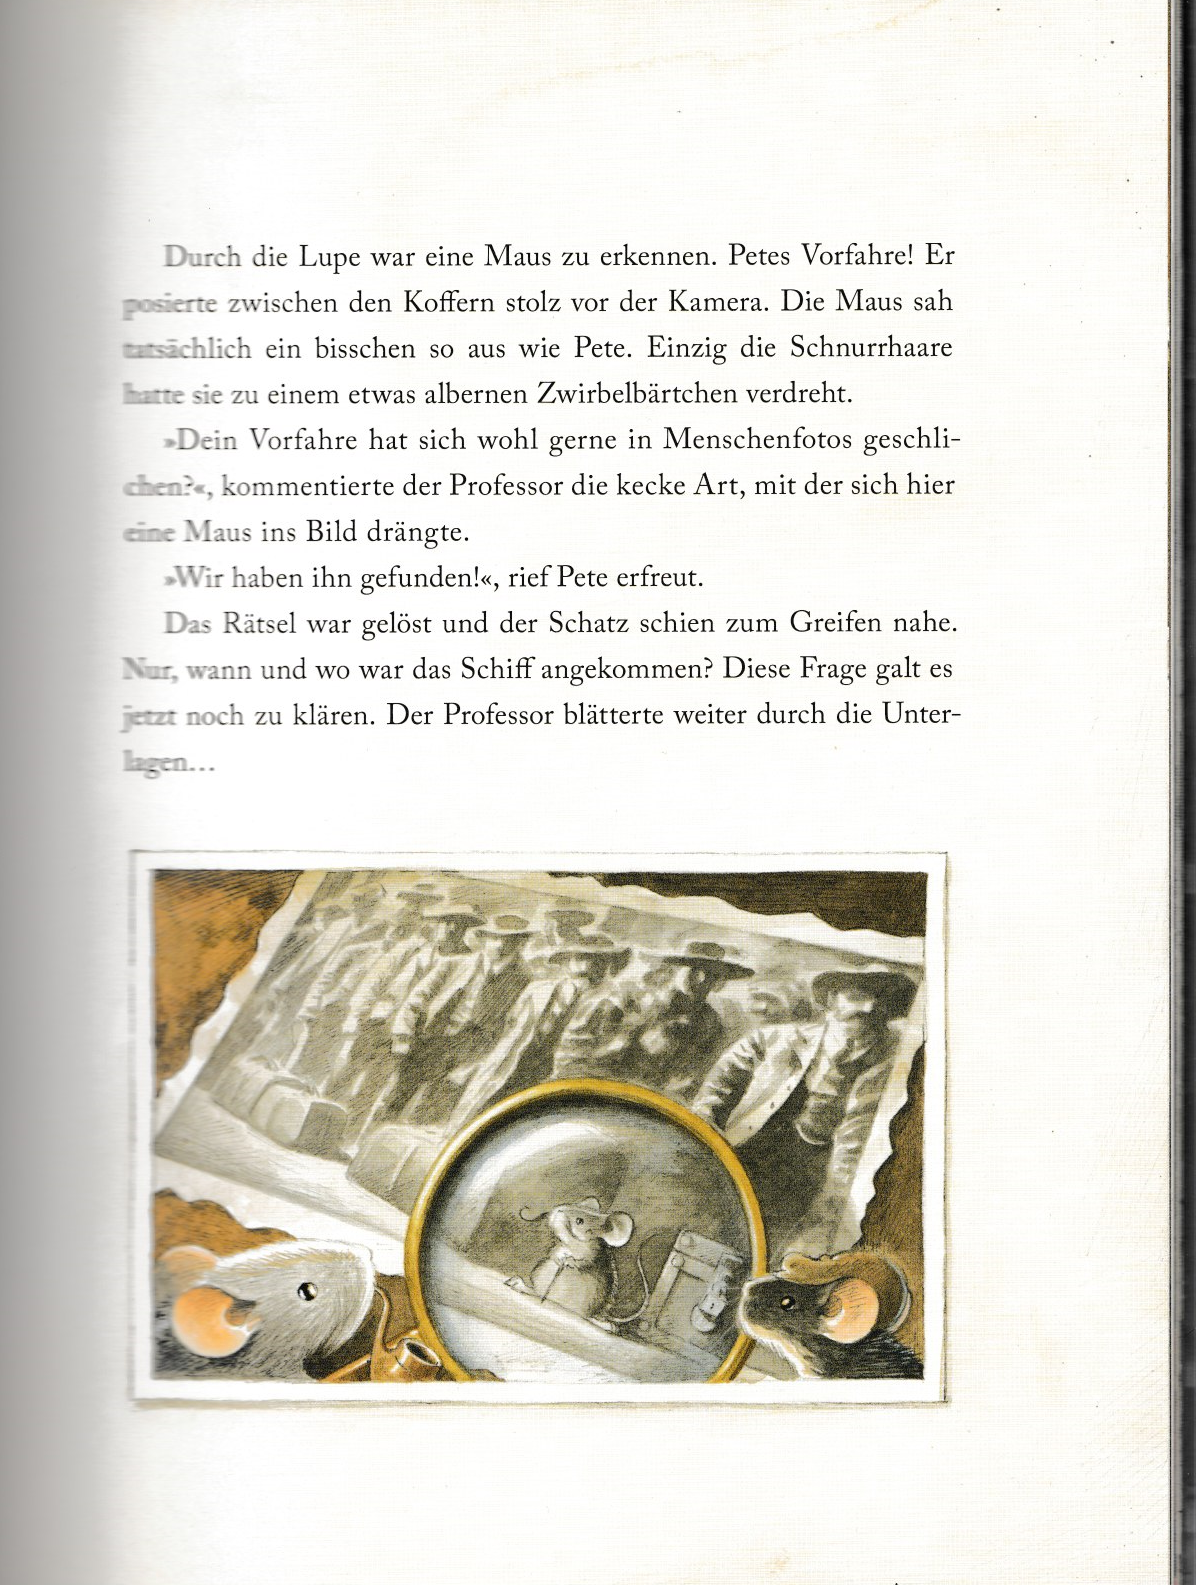 Durch die Lupe war eine Maus zu erkennen. Petes Vorfahre! Er
posierte zwischen den Koffern stolz vor der Kamera. Die Maus sah
tatsächlich ein bisschen so aus wie Pete. Einzig die Schnurrhaare
hatte sie zu einem etwas albernen Zwirbelbärtchen verdreht.
»Dein Vorfahre hat sich wohl gerne in Menschenfotos geschli-
chen?«, kommentierte der Professor die kecke Art, mit der sich hier
eine Maus ins Bild drängte.
»Wir haben ihn gefunden!«, rief Pete erfreut.
Das Rätsel war gelöst und der Schatz schien zum Greifen nahe.
Nur, wann und wo war das Schiff angekommen? Diese Frage galt es
jetzt noch zu klären. Der Professor blätterte weiter durch die Unter-
lagen…